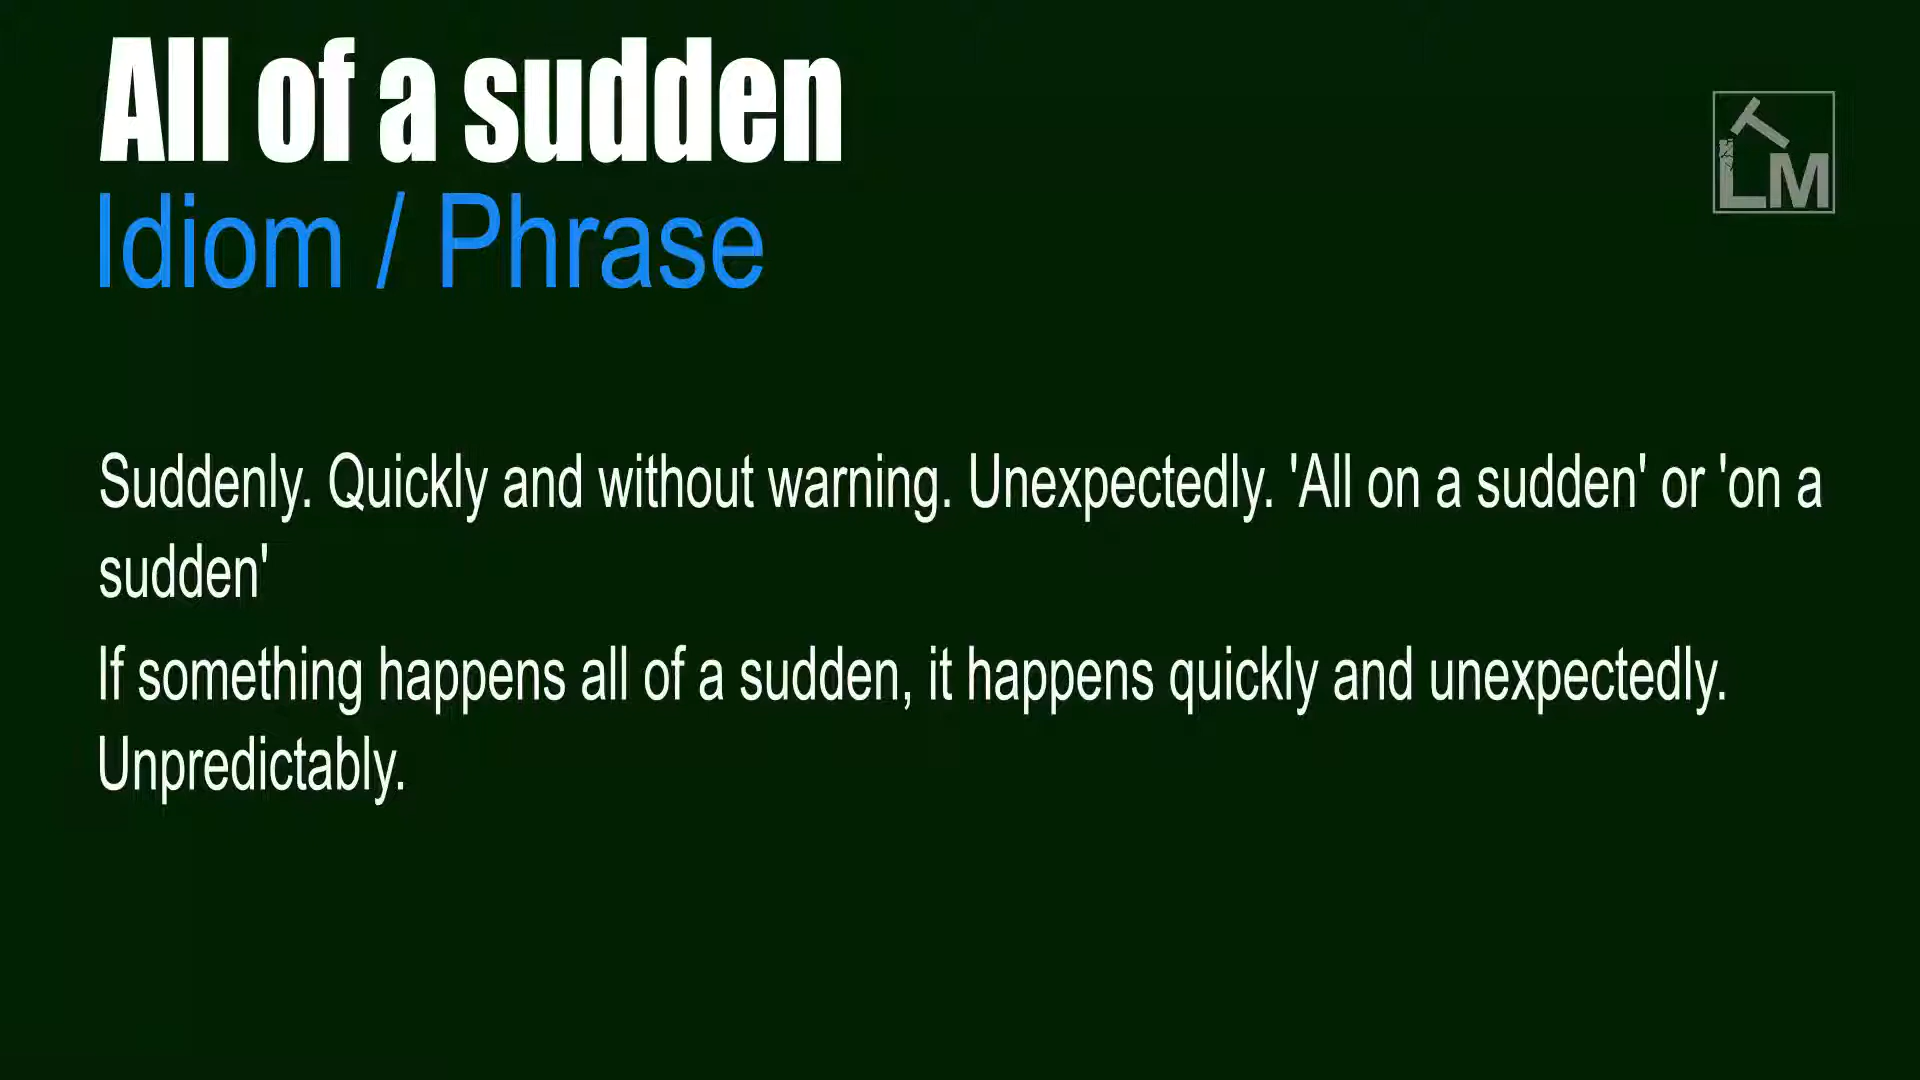 All of a sudden
Idiom / Phrase
LM
Suddenly. Quickly and without warning. Unexpectedly. 'All on a sudden' or 'on a
sudden'
If something happens all of a sudden, it happens quickly and unexpectedly.
Unpredictably.